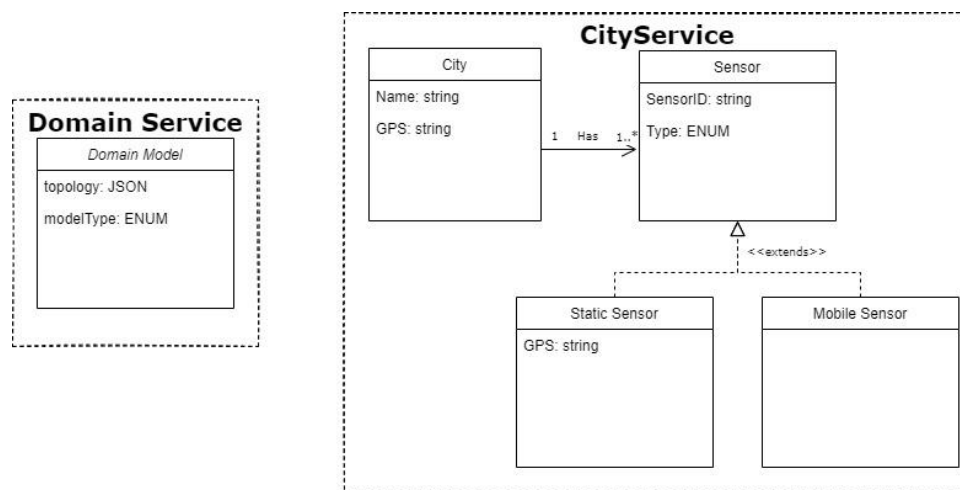 Domain Service
Domain Model
topology: JSON
modelType: ENUM
CityService
City
Name: string
GPS: string
1 Has 1..*
Sensor
SensorID: string
Type: ENUM
<<extends>>
Static Sensor
GPS: string
Mobile Sensor